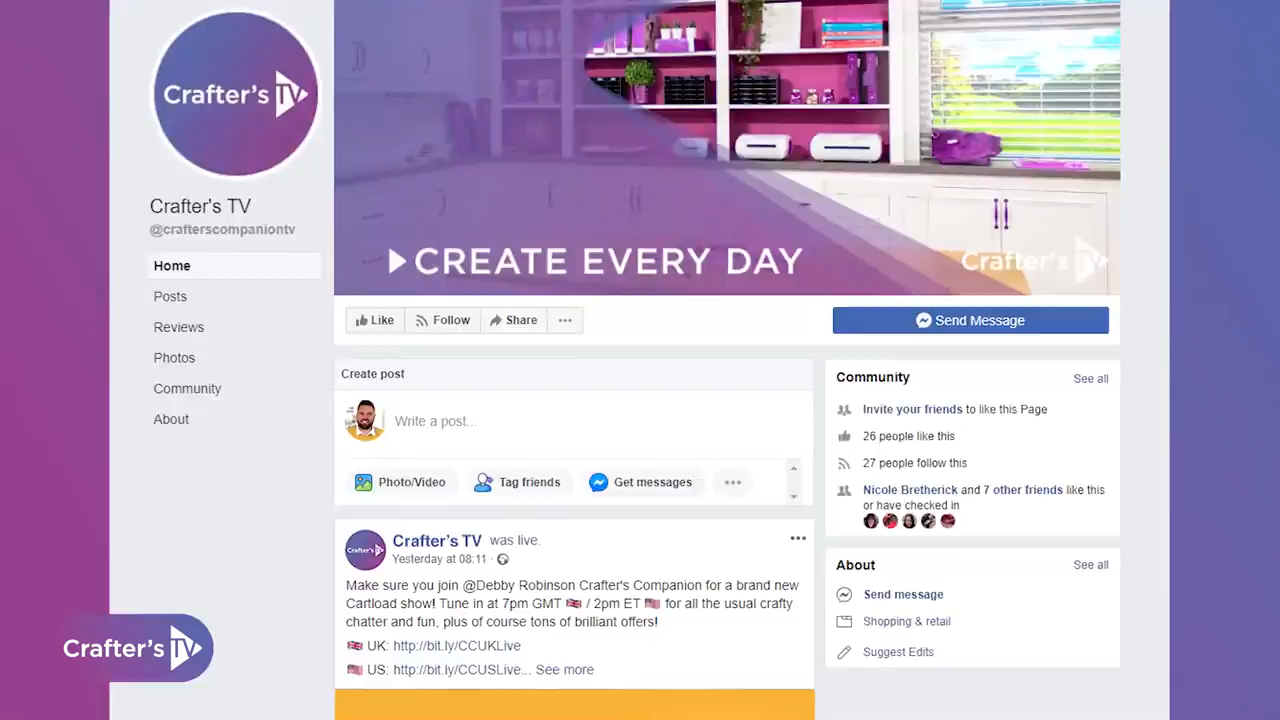 Crafter's TV
Crafter's TV
@crafterscompaniontv
Home
Posts
Reviews
Photos
Community
About
CREATE EVERY DAY
Crafter's TV
Like
Follow
Share
Send Message
Create post
Write a post...
Photo/Video
Tag friends
Get messages
Crafter's TV was live.
Yesterday at 08:11
Make sure you join @Debby Robinson Crafter's Companion for a brand new
Cartload show! Tune in at 7pm GMT 🇬🇧 / 2pm ET 🇺🇸 for all the usual crafty
chatter and fun, plus of course tons of brilliant offers!
🇬🇧 UK: http://bit.ly/CCUKLive
🇺🇸 US: http://bit.ly/CCUSLive... See more
Community
See all
Invite your friends to like this Page
26 people like this
27 people follow this
Nicole Bretherick and 7 other friends like this
or have checked in
About
See all
Send message
Shopping & retail
Suggest Edits
Crafter's TV
Crafter's TV